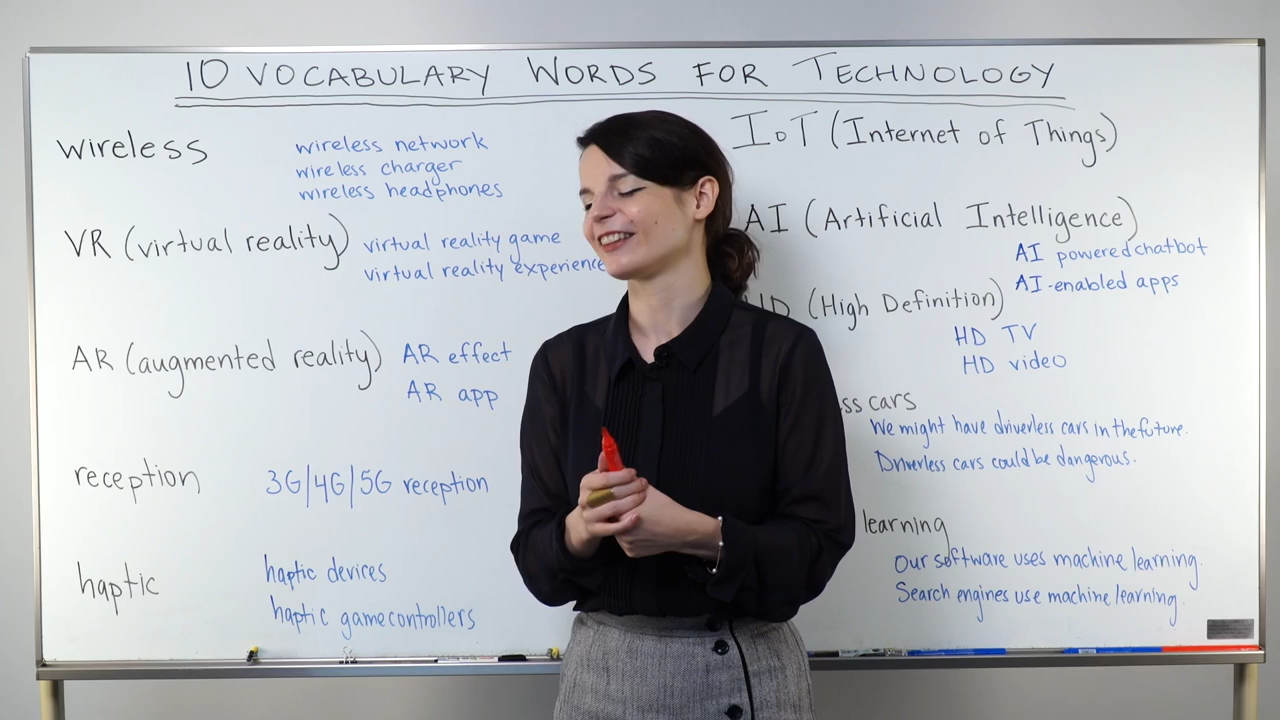 10 VOCABULARY WORDS FOR TECHNOLOGY
wireless
wireless network
wireless charger
wireless headphones
VR (virtual reality)
virtual reality game
virtual reality experience
AR (augmented reality)
AR effect
AR app
reception
3G/4G/5G reception
haptic
haptic devices
haptic game controllers
IoT (Internet of Things)
AI (Artificial Intelligence)
AI powered chatbot
AI-enabled apps
HD (High Definition)
HD TV
HD video
ss cars
We might have driverless cars in the future.
Driverless cars could be dangerous.
learning
Our software uses machine learning.
Search engines use machine learning.